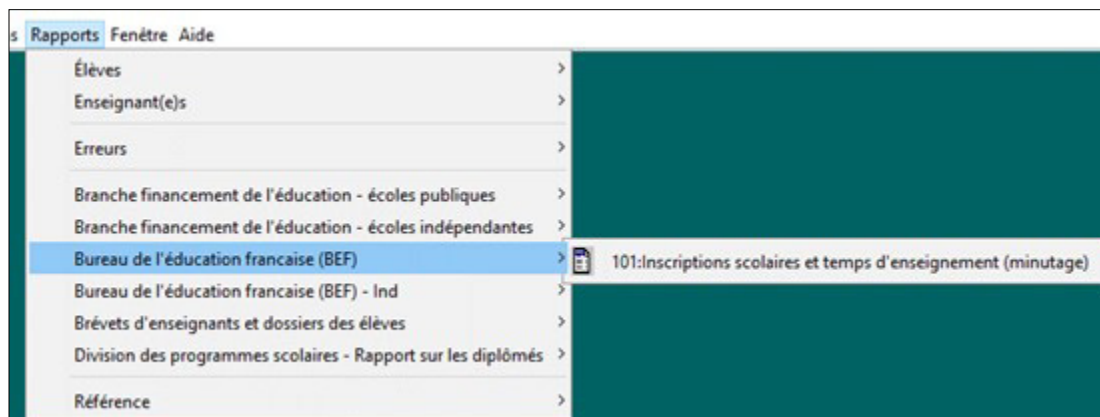 s Rapports Fenêtre Aide
Élèves
Enseignant(e)s
Erreurs
Branche financement de l'éducation - écoles publiques
Branche financement de l'éducation - écoles indépendantes
Bureau de l'éducation francaise (BEF)
101:Inscriptions scolaires et temps d'enseignement (minutage)
Bureau de l'éducation francaise (BEF) - Ind
Brévets d'enseignants et dossiers des élèves
Division des programmes scolaires - Rapport sur les diplômés
Référence